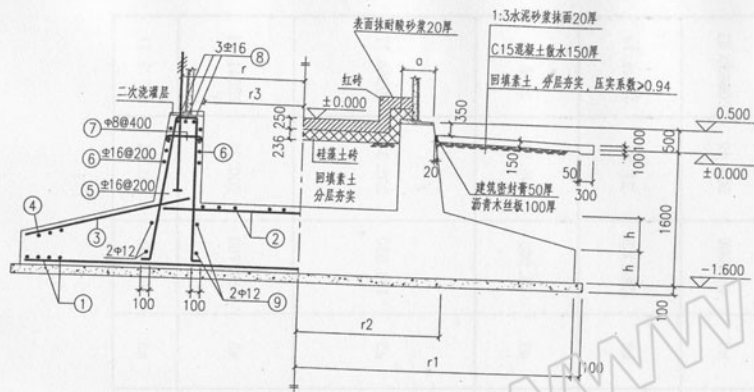 3Φ16 ⑧
r
二次浇灌层
r3
表面抹耐酸砂浆20厚
1:3水泥砂浆抹面20厚
C15混凝土散水150厚
回填素土，分层夯实，压实系数≥0.94
红砖
a
±0.000
236 250
350
0.500
500
±0.000
100 100
⑦ Φ8@400
⑥ Φ16@200
⑥
⑤ Φ16@200
硅藻土砖
回填素土
分层夯实
20
150
50
300
建筑密封膏50厚
沥青木丝板100厚
④
③
②
1600
h
h
2Φ12
①
100
100
2Φ12 ⑨
-1.600
100
r2
r1
100
WWW